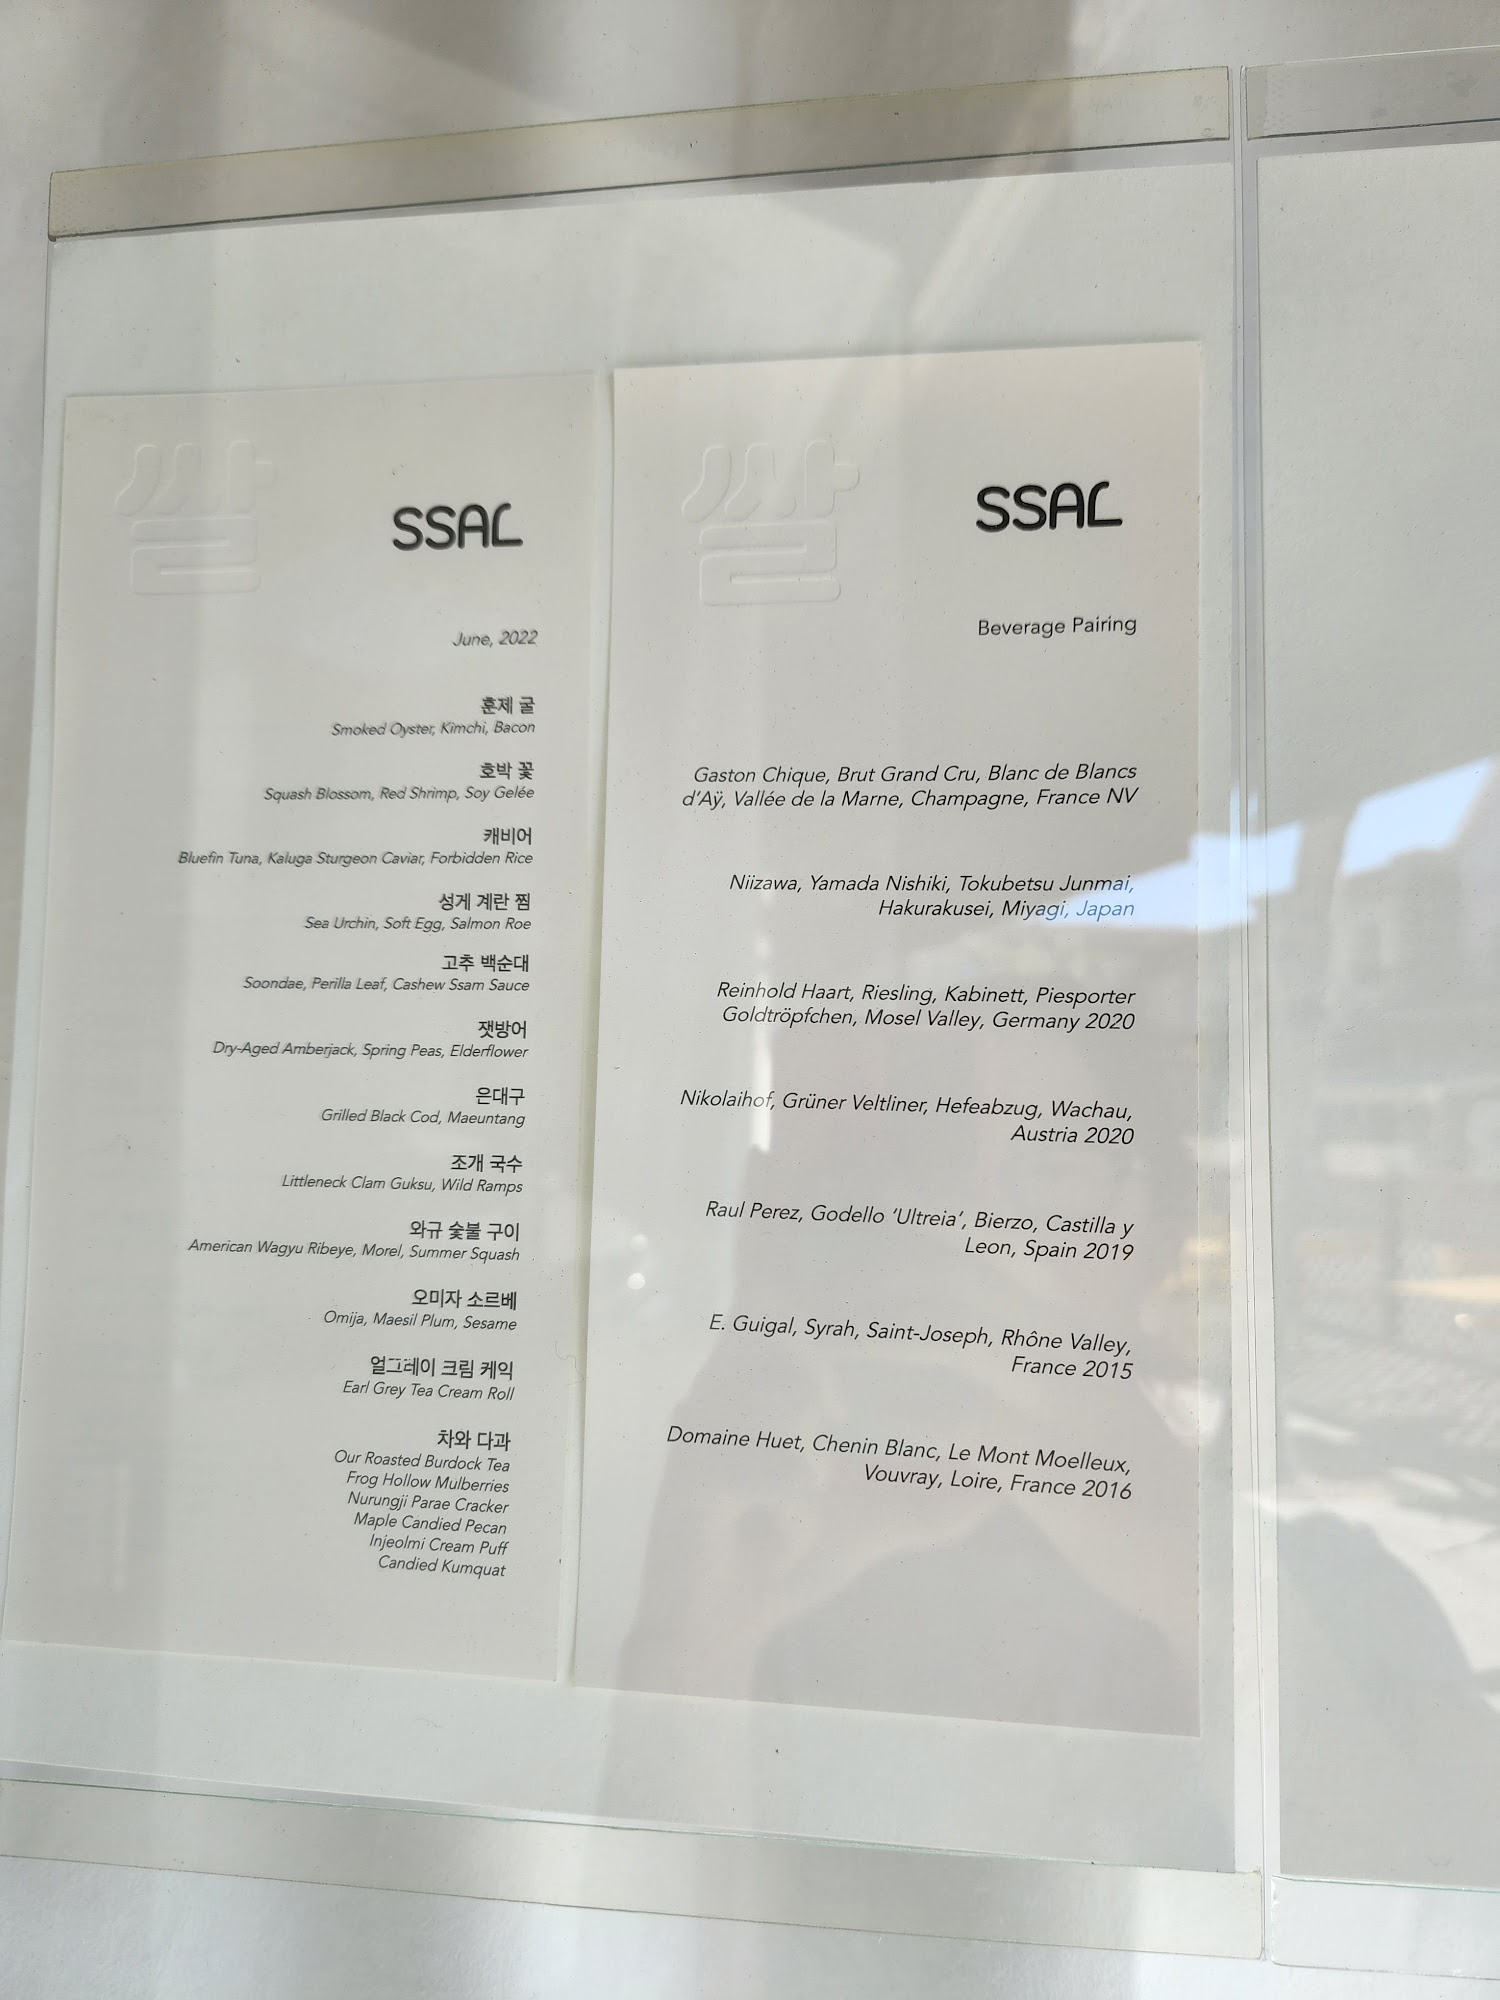 쌀
SSAL
June, 2022
훈제 굴
Smoked Oyster, Kimchi, Bacon
호박 꽃
Squash Blossom, Red Shrimp, Soy Gelée
캐비어
Bluefin Tuna, Kaluga Sturgeon Caviar, Forbidden Rice
성게 계란 찜
Sea Urchin, Soft Egg, Salmon Roe
고추 백순대
Soondae, Perilla Leaf, Cashew Ssam Sauce
잿방어
Dry-Aged Amberjack, Spring Peas, Elderflower
은대구
Grilled Black Cod, Maeuntang
조개 국수
Littleneck Clam Guksu, Wild Ramps
와규 숯불 구이
American Wagyu Ribeye, Morel, Summer Squash
오미자 소르베
Omija, Maesil Plum, Sesame
얼그레이 크림 케익
Earl Grey Tea Cream Roll
차와 다과
Our Roasted Burdock Tea
Frog Hollow Mulberries
Nurungji Parae Cracker
Maple Candied Pecan
Injeolmi Cream Puff
Candied Kumquat
쌀
SSAL
Beverage Pairing
Gaston Chique, Brut Grand Cru, Blanc de Blancs
d'Aÿ, Vallée de la Marne, Champagne, France NV
Niizawa, Yamada Nishiki, Tokubetsu Junmai,
Hakurakusei, Miyagi, Japan
Reinhold Haart, Riesling, Kabinett, Piesporter
Goldtröpfchen, Mosel Valley, Germany 2020
Nikolaihof, Grüner Veltliner, Hefeabzug, Wachau,
Austria 2020
Raul Perez, Godello 'Ultreia', Bierzo, Castilla y
Leon, Spain 2019
E. Guigal, Syrah, Saint-Joseph, Rhône Valley,
France 2015
Domaine Huet, Chenin Blanc, Le Mont Moelleux,
Vouvray, Loire, France 2016